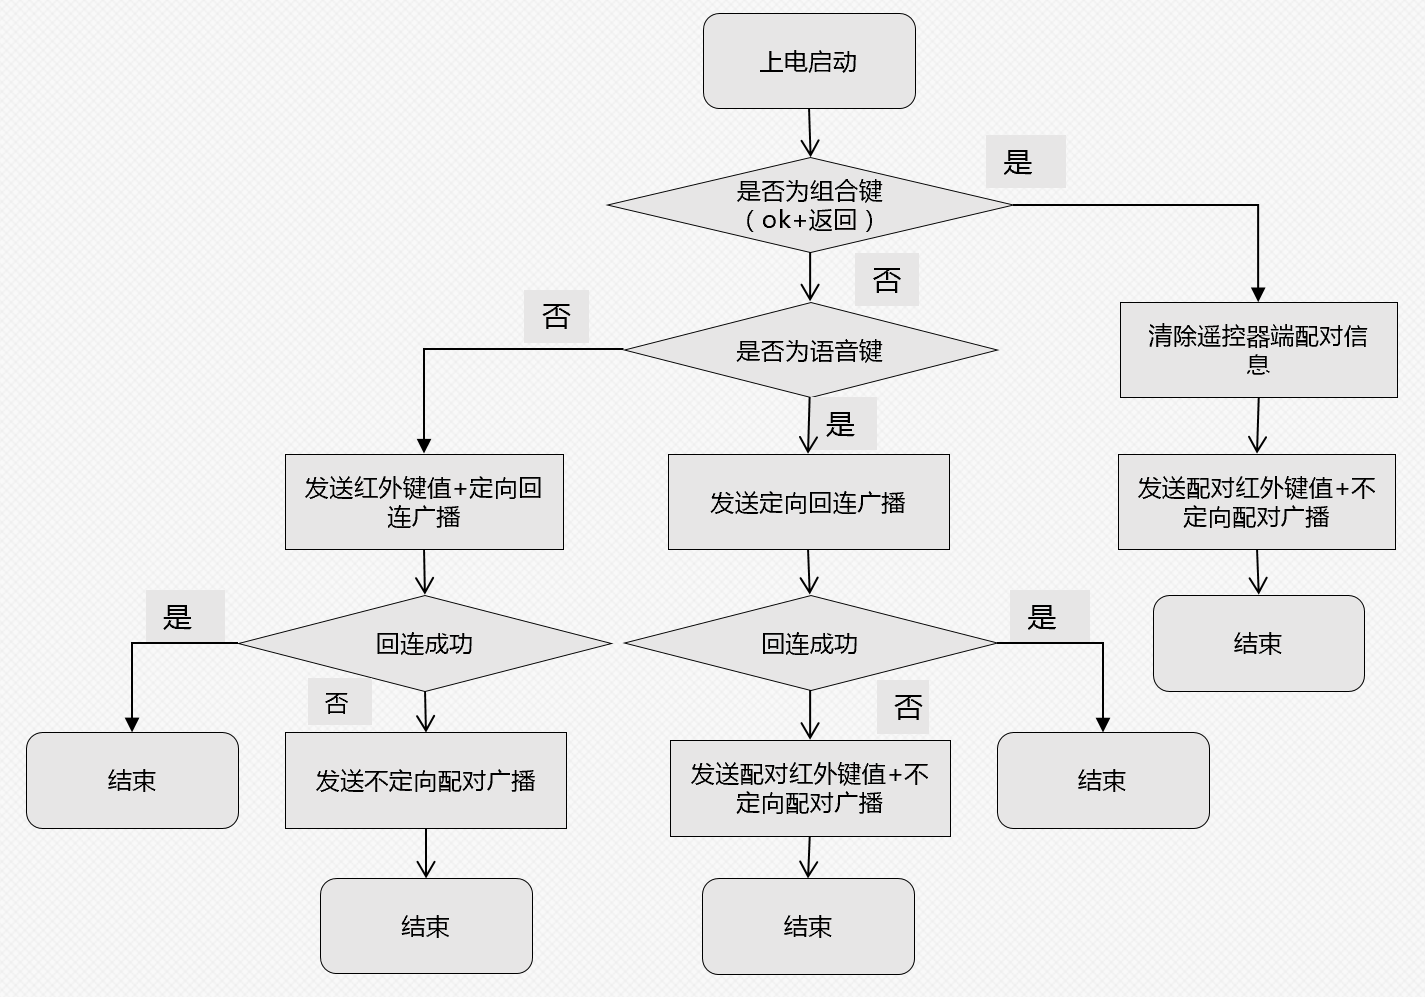 上电启动
是
是否为组合键
（ok+返回）
否
否
是否为语音键
清除遥控器端配对信
息
是
发送红外键值+定向回
连广播
发送定向回连广播
发送配对红外键值+不
定向配对广播
是
回连成功
回连成功
是
结束
否
否
结束
发送不定向配对广播
发送配对红外键值+不
定向配对广播
结束
结束
结束